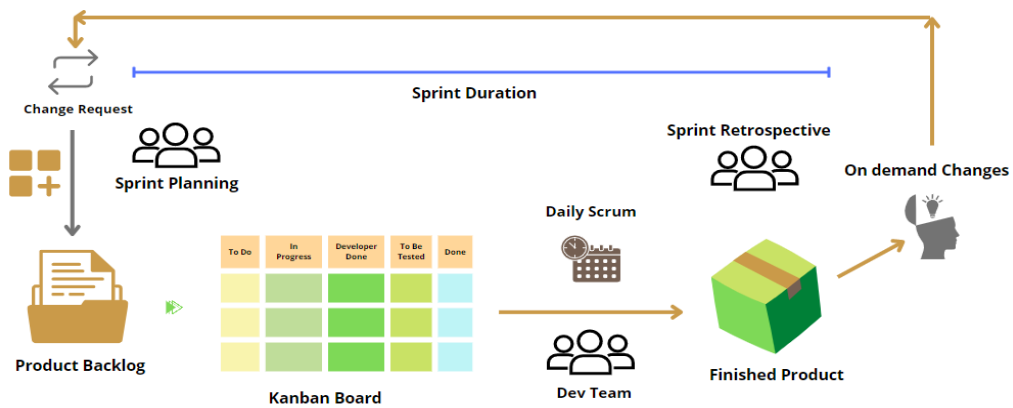 Change Request
Sprint Duration
Sprint Planning
Sprint Retrospective
On demand Changes
Daily Scrum
To Do
In
Progress
Developer
Done
To Be
Tested
Done
Product Backlog
Kanban Board
Dev Team
Finished Product